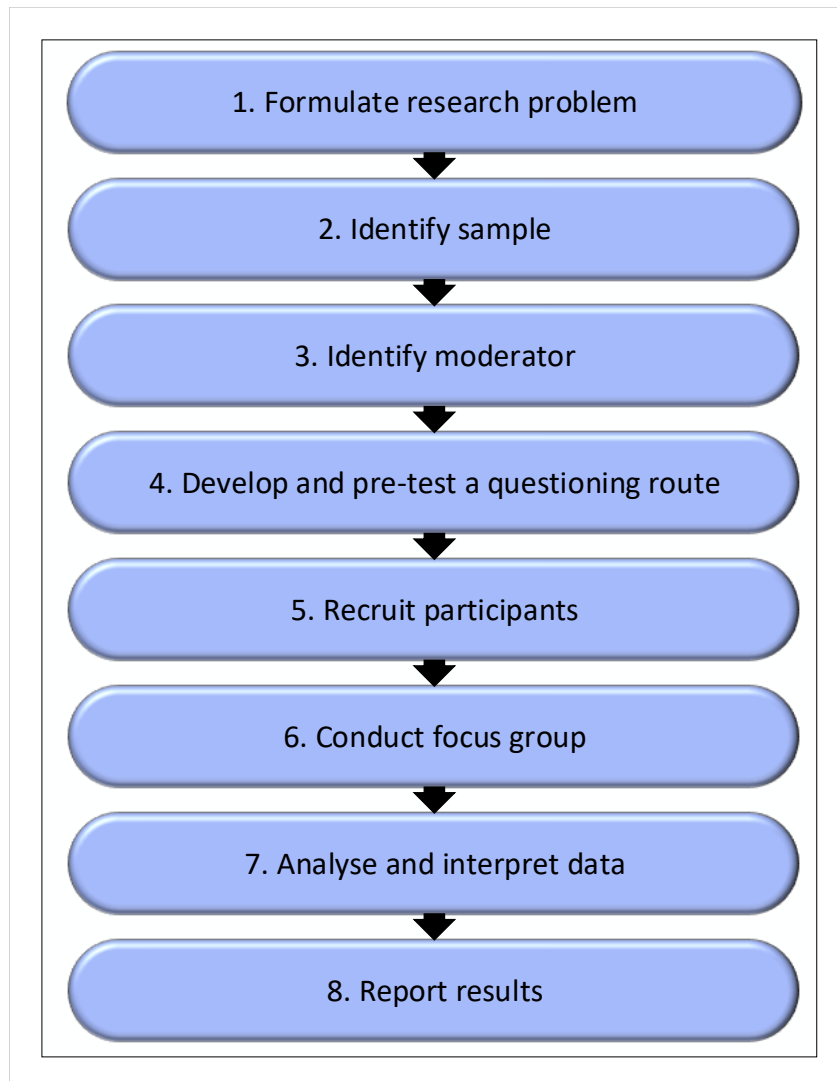 1. Formulate research problem
2. Identify sample
3. Identify moderator
4. Develop and pre-test a questioning route
5. Recruit participants
6. Conduct focus group
7. Analyse and interpret data
8. Report results